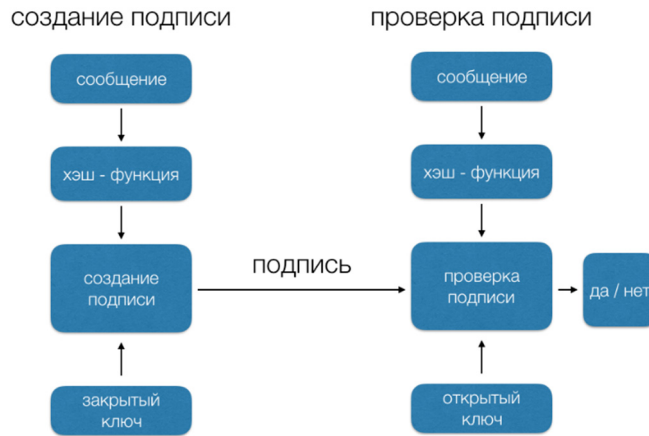 создание подписи
проверка подписи
сообщение
сообщение
хэш - функция
хэш - функция
создание
подписи
подпись
проверка
подписи
да / нет
закрытый
ключ
открытый
ключ